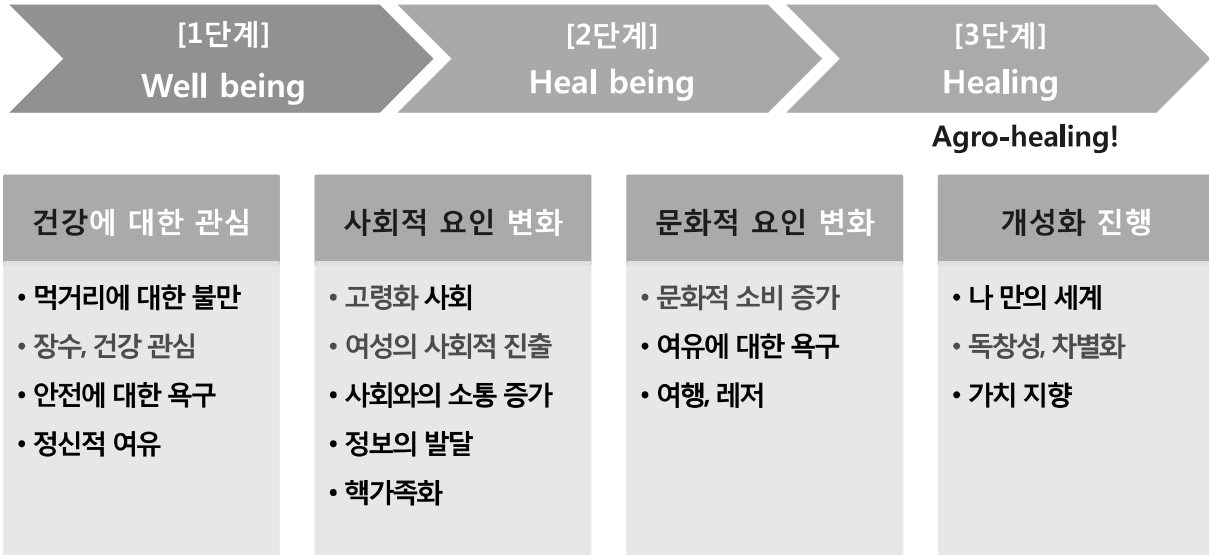 [1단계]
Well being
[2단계]
Heal being
[3단계]
Healing
Agro-healing!
건강에 대한 관심
• 먹거리에 대한 불만
• 장수, 건강 관심
• 안전에 대한 욕구
• 정신적 여유
사회적 요인 변화
• 고령화 사회
• 여성의 사회적 진출
• 사회와의 소통 증가
• 정보의 발달
• 핵가족화
문화적 요인 변화
• 문화적 소비 증가
• 여유에 대한 욕구
• 여행, 레저
개성화 진행
• 나 만의 세계
• 독창성, 차별화
• 가치 지향